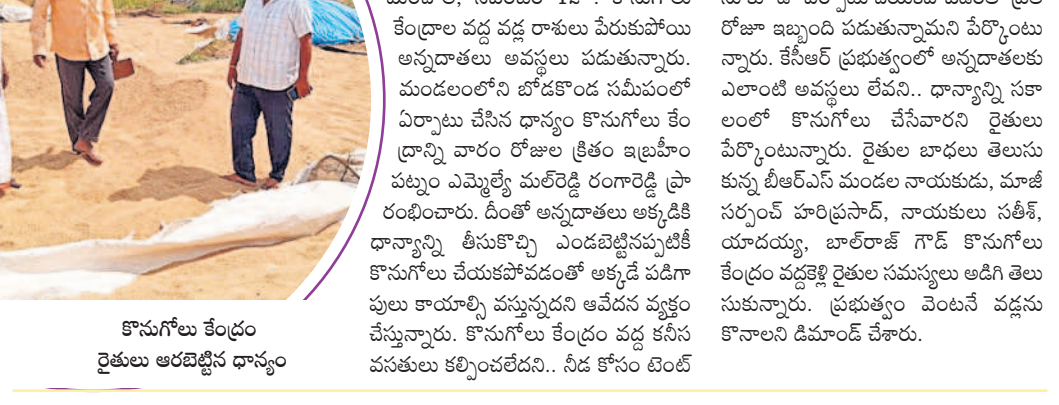 కేంద్రాల వద్ద వడ్ల రాశులు పేరుకుపోయి
అన్నదాతలు అవస్థలు పడుతున్నారు.
మండలంలోని బోడకొండ సమీపంలో
ఏర్పాటు చేసిన ధాన్యం కొనుగోలు కేం
ద్రాన్ని వారం రోజుల క్రితం ఇబ్రహీం
పట్నం ఎమ్మెల్యే మల్‌రెడ్డి రంగారెడ్డి ప్రా
రంభించారు. దీంతో అన్నదాతలు అక్కడికి
ధాన్యాన్ని తీసుకొచ్చి ఎండబెట్టినప్పటికీ
కొనుగోలు చేయకపోవడంతో అక్కడే పడిగా
పులు కాయాల్సి వస్తున్నదని ఆవేదన వ్యక్తం
చేస్తున్నారు. కొనుగోలు కేంద్రం వద్ద కనీస
వసతులు కల్పించలేదని.. నీడ కోసం టెంట్
రోజూ ఇబ్బంది పడుతున్నామని పేర్కొంటు
న్నారు. కేసీఆర్ ప్రభుత్వంలో అన్నదాతలకు
ఎలాంటి అవస్థలు లేవని.. ధాన్యాన్ని సకా
లంలో కొనుగోలు చేసేవారని రైతులు
పేర్కొంటున్నారు. రైతుల బాధలు తెలుసు
కున్న బీఆర్ఎస్ మండల నాయకుడు, మాజీ
సర్పంచ్ హరిప్రసాద్, నాయకులు సతీశ్,
యాదయ్య, బాల్‌రాజ్ గౌడ్ కొనుగోలు
కేంద్రం వద్దకెళ్లి రైతుల సమస్యలు అడిగి తెలు
సుకున్నారు. ప్రభుత్వం వెంటనే వడ్లను
కొనాలని డిమాండ్ చేశారు.
కొనుగోలు కేంద్రం
రైతులు ఆరబెట్టిన ధాన్యం